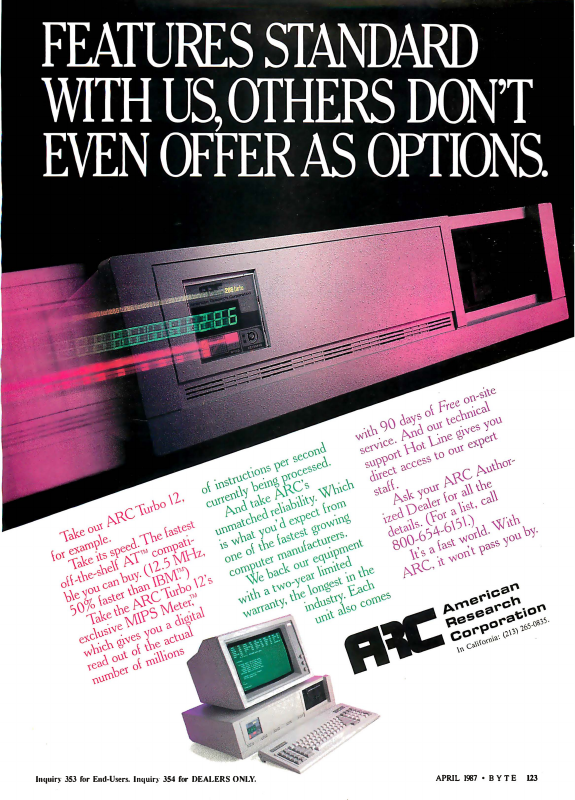 FEATURES STANDARD
WITH US, OTHERS DON'T
EVEN OFFER AS OPTIONS.
286 turbo
Take our ARC Turbo 12,
for example.
Take its speed. The fastest
off-the-shelf AT™ compati-
ble you can buy. (12.5 MHz,
50% faster than IBM.™)
Take the ARC Turbo 12's
exclusive MIPS Meter,™
which gives you a digital
read out of the actual
number of millions
of instructions per second
currently being processed.
And take ARC's
unmatched reliability. Which
is what you'd expect from
one of the fastest growing
computer manufacturers.
We back our equipment
with a two-year limited
warranty, the longest in the
industry. Each
unit also comes
with 90 days of Free on-site
service. And our technical
support Hot Line gives you
direct access to our expert
staff.
Ask your ARC Author-
ized Dealer for all the
details. (For a list, call
800-654-6151.)
It's a fast world. With
ARC, it won't pass you by.
ARC
American
Research
Corporation
In California: (213) 265-0835.
Inquiry 353 for End-Users. Inquiry 354 for DEALERS ONLY.
APRIL 1987 • BYTE 123